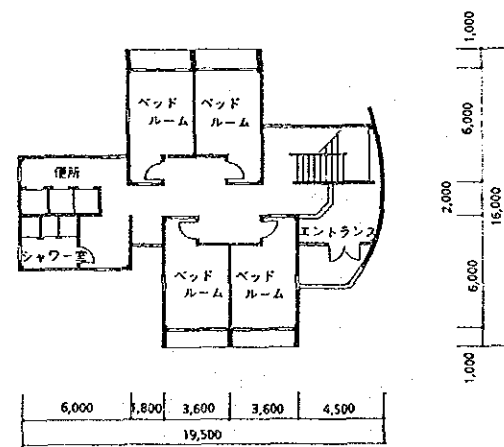 ベッド
ルーム
ベッド
ルーム
便所
シャワー室
エントランス
ベッド
ルーム
ベッド
ルーム
1,000
6,000
2,000
16,000
6,000
1,000
6,000
1,800
3,600
3,600
4,500
19,500